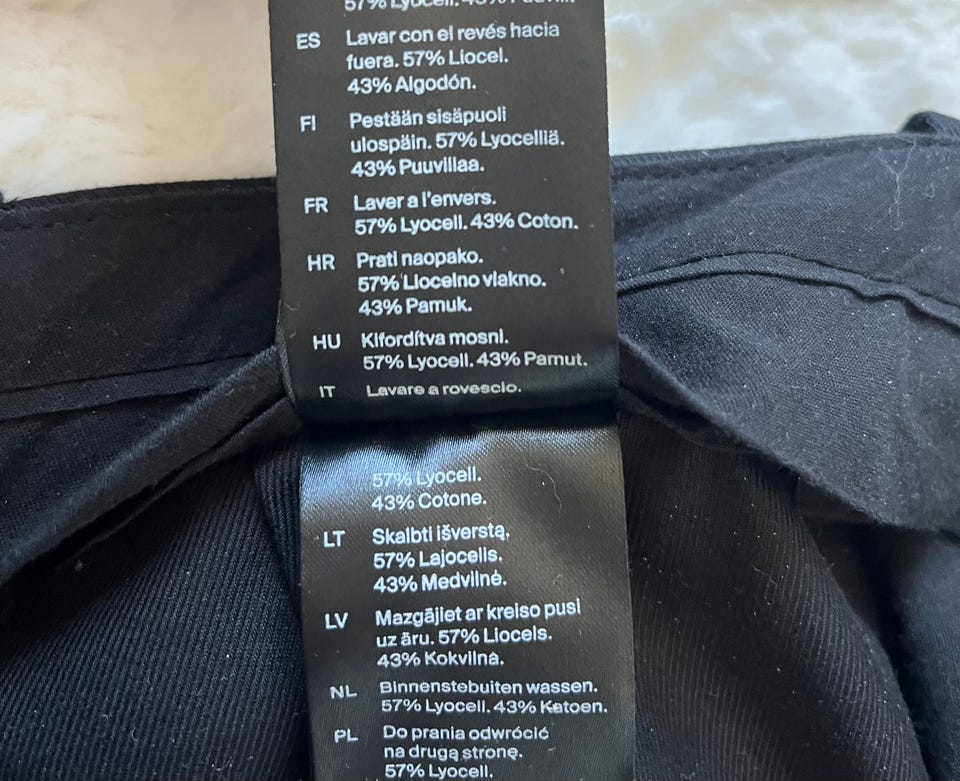 57% Lyocell. 43% Puuvill.
ES Lavar con el revés hacia
fuera. 57% Liocel.
43% Algodón.
FI Pestään sisäpuoli
ulospäin. 57% Lyocelliä.
43% Puuvillaa.
FR Laver a l'envers.
57% Lyocell. 43% Coton.
HR Prati naopako.
57% Liocelno vlakno.
43% Pamuk.
HU Kifordítva mosni.
57% Lyocell. 43% Pamut.
IT Lavare a rovescio.
57% Lyocell.
43% Cotone.
LT Skalbti išverstą.
57% Lajocelis.
43% Medvilnė.
LV Mazgājiet ar kreiso pusi
uz āru. 57% Liocels.
43% Kokvilna.
NL Binnenstebuiten wassen.
57% Lyocell. 43% Katoen.
PL Do prania odwrócić
na drugą stronę.
57% Lyocell.